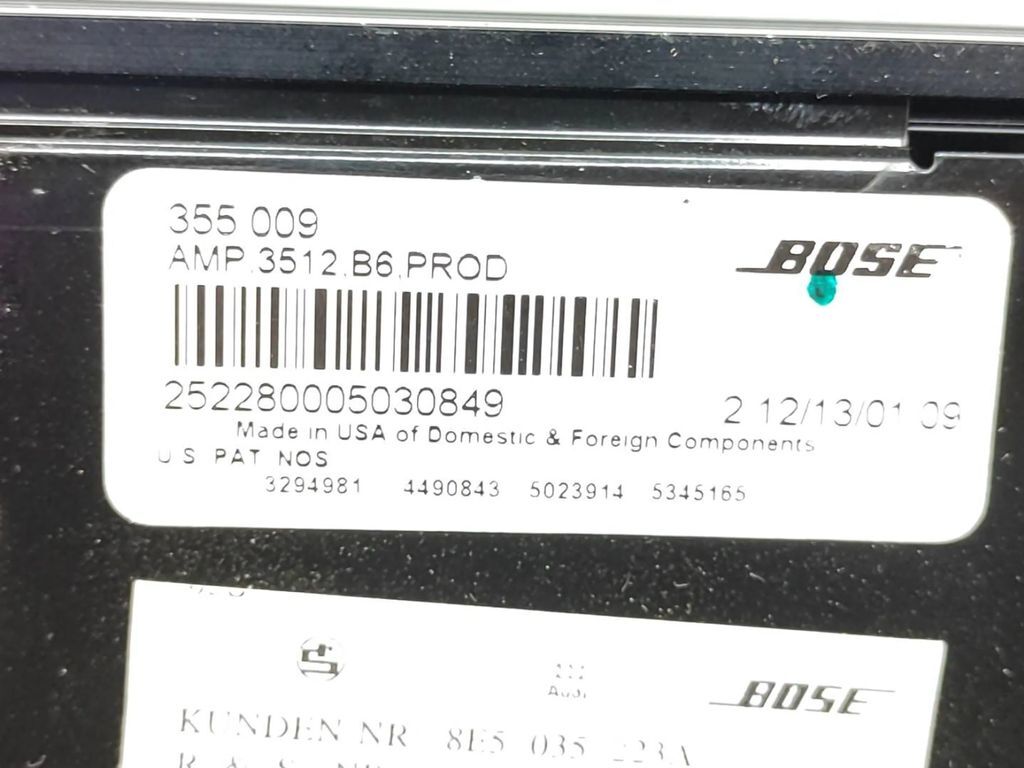 355 009
AMP.3512.B6.PROD
BOSE
252280005030849
2 12/13/01 09
Made in USA of Domestic & Foreign Components
U S PAT NOS
3294981 4490843 5023914 5345165
Audi
BOSE
KUNDEN NR 8E5 035 223A